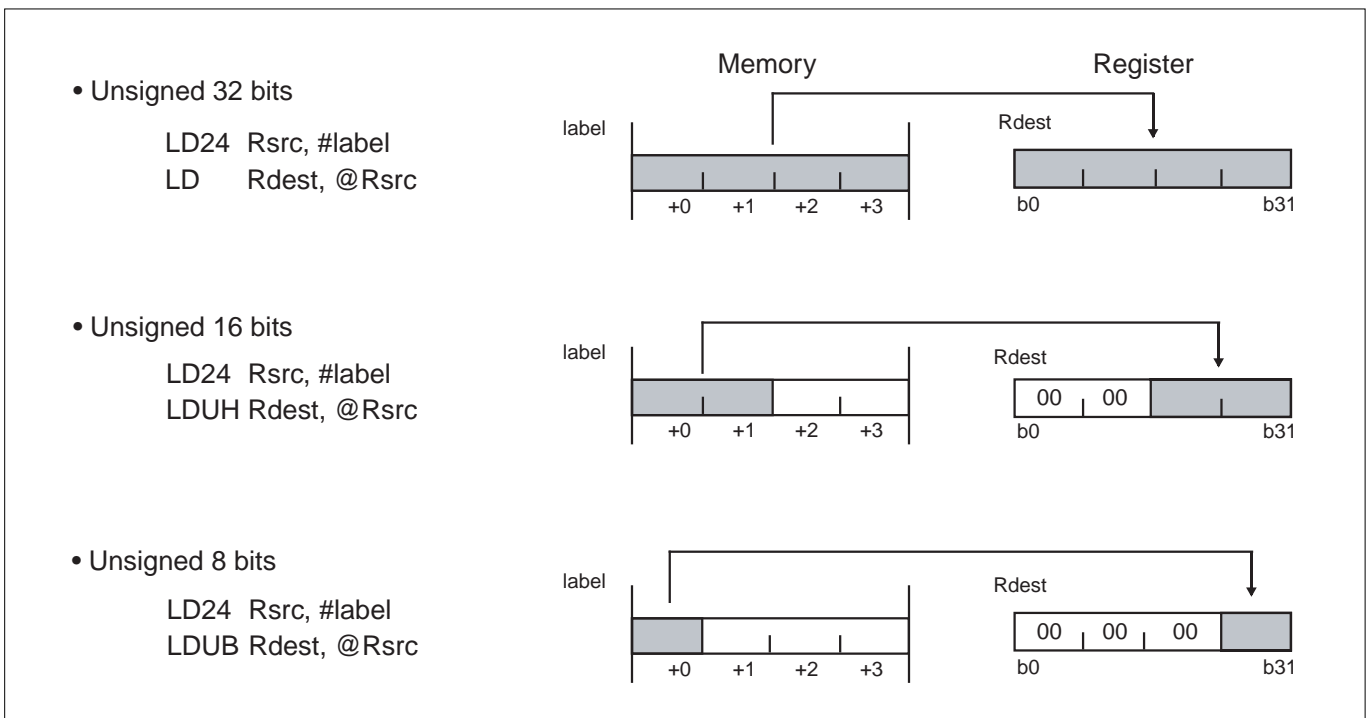 Memory Register
• Unsigned 32 bits
LD24 Rsrc, #label
LD Rdest, @Rsrc
label
+0 +1 +2 +3
Rdest
b0 b31
• Unsigned 16 bits
LD24 Rsrc, #label
LDUH Rdest, @Rsrc
label
+0 +1 +2 +3
Rdest
00 00
b0 b31
• Unsigned 8 bits
LD24 Rsrc, #label
LDUB Rdest, @Rsrc
label
+0 +1 +2 +3
Rdest
00 00 00
b0 b31